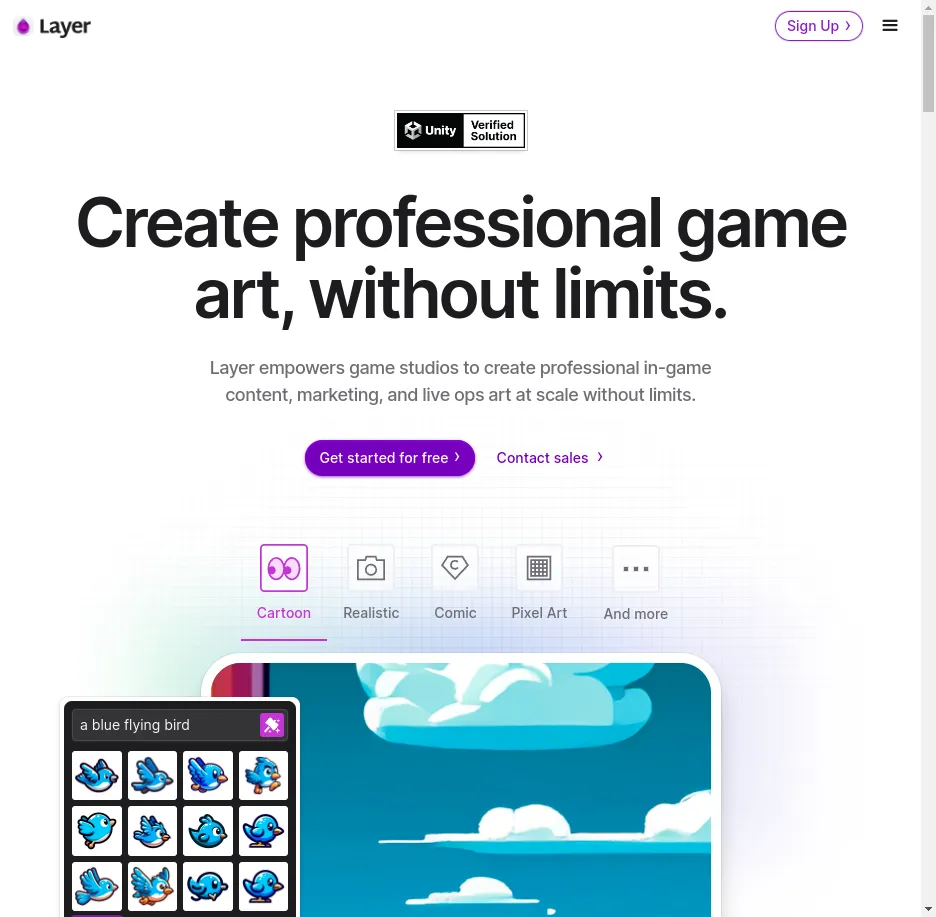 Layer
Sign Up ›
Unity
Verified
Solution
Create professional game
art, without limits.
Layer empowers game studios to create professional in-game
content, marketing, and live ops art at scale without limits.
Get started for free ›
Contact sales ›
Cartoon
Realistic
C
Comic
Pixel Art
And more
a blue flying bird